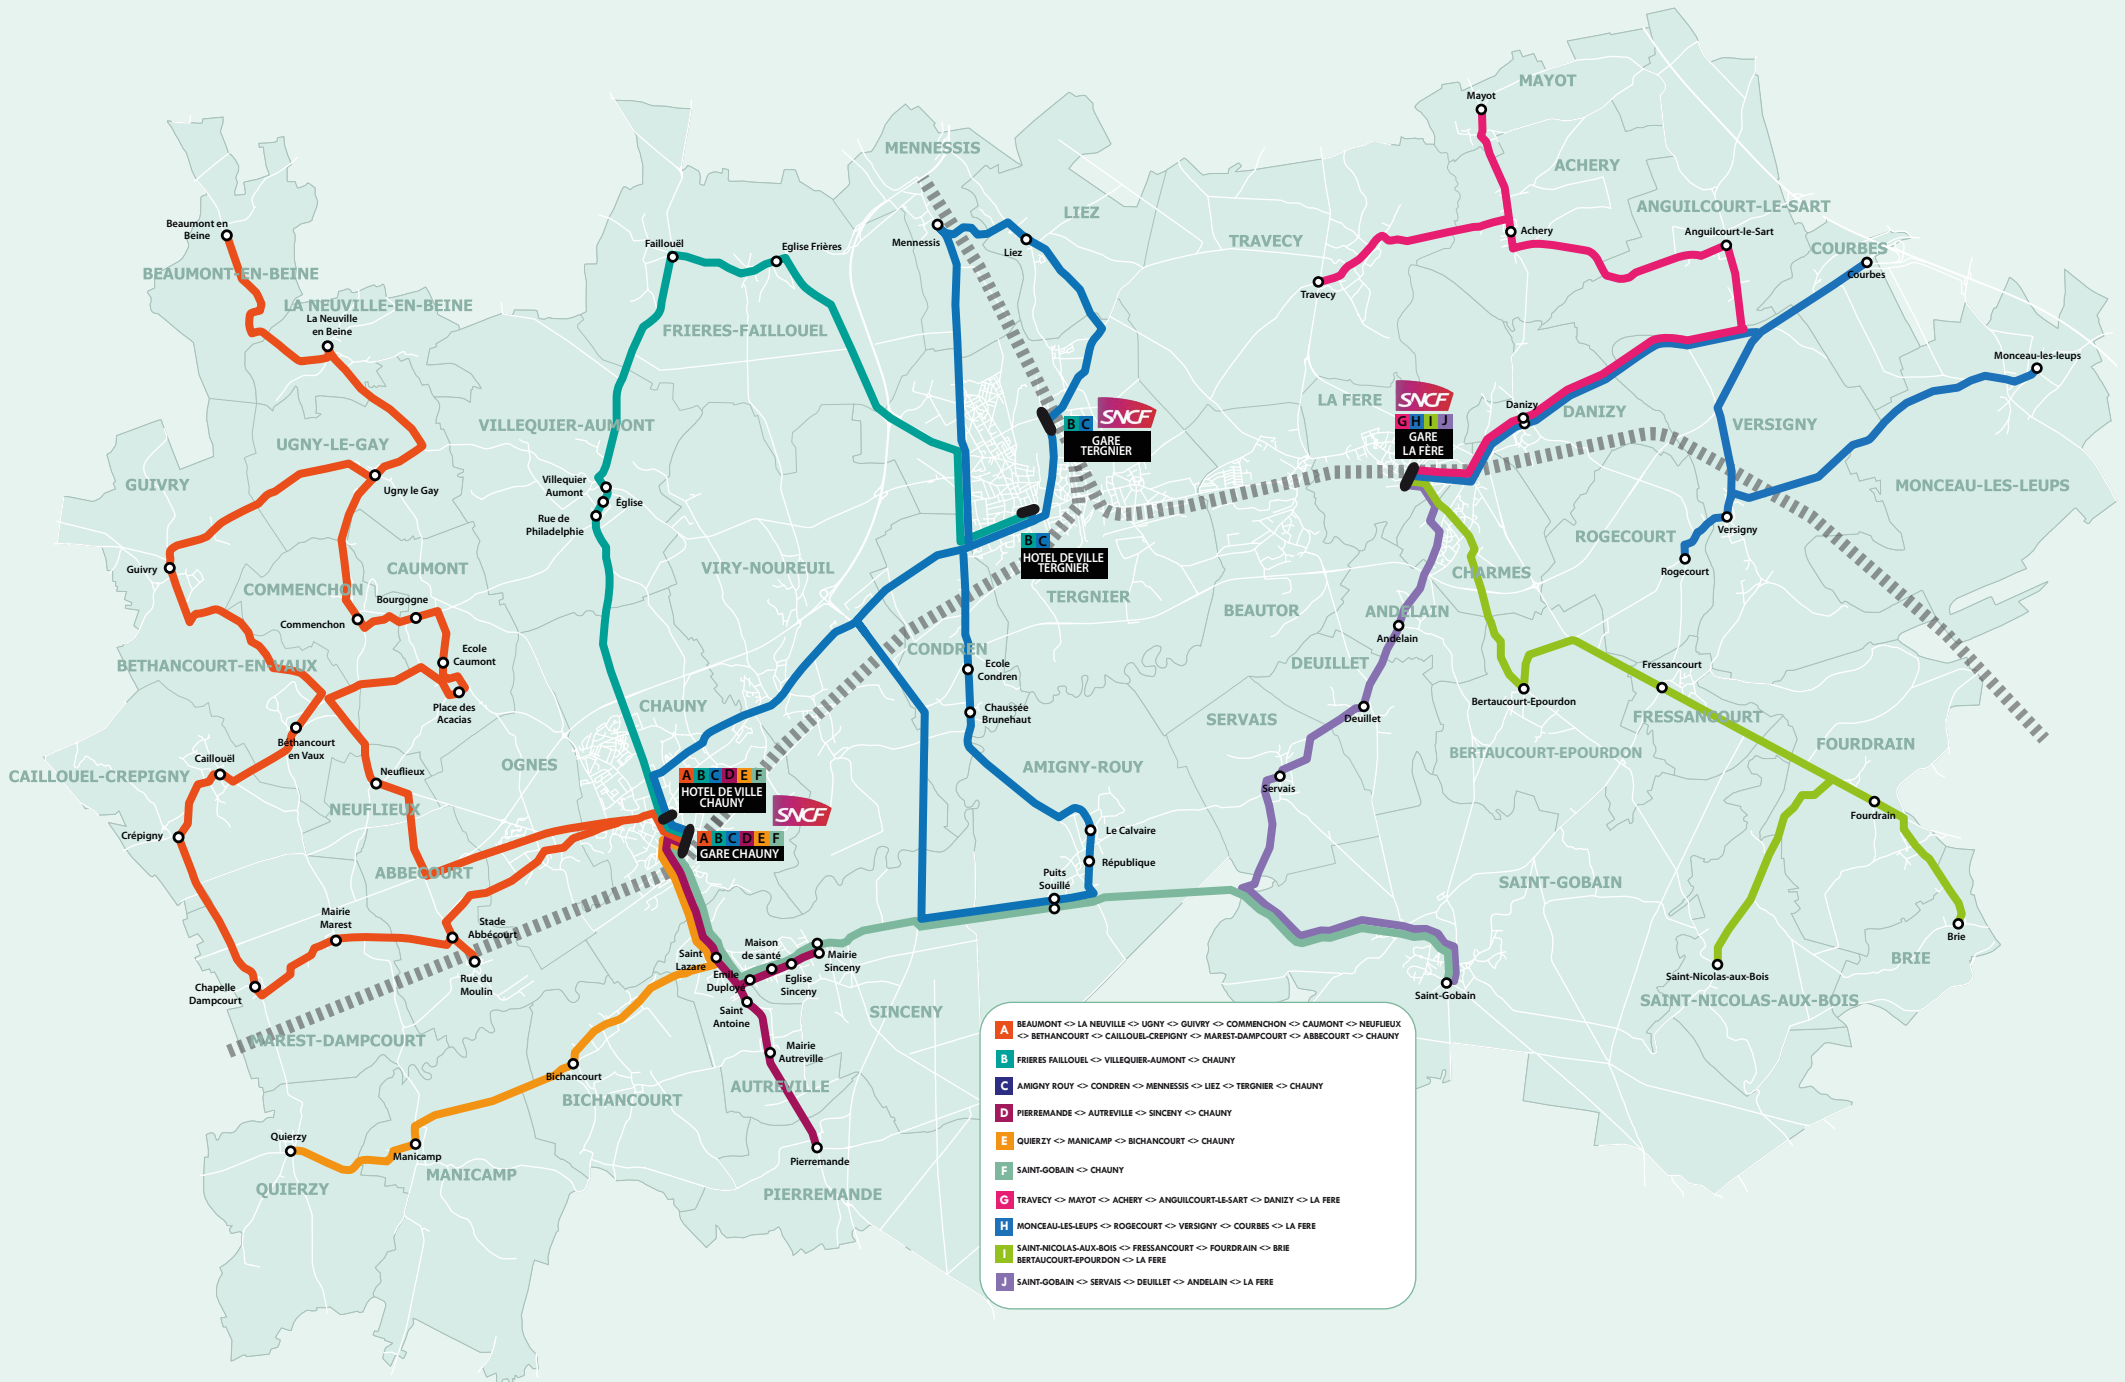 MAYOT
Mayot
ACHERY
MENNESSIS
ANGUILCOURT-LE-SART
LIEZ
Beaumont en
Beine
Achery
Anguilcourt-le-Sart
TRAVECY
Mennessis
Faillouël
Eglise Frières
Liez
COURBES
Courbes
BEAUMONT-EN-BEINE
Travecy
LA NEUVILLE-EN-BEINE
La Neuville
en Beine
FRIERES-FAILLOUEL
Monceau-les-leups
SNCF
LA FERE
SNCF
B C
GARE
TERGNIER
G H I J
GARE
LA FÈRE
Danizy
DANIZY
VILLEQUIER-AUMONT
VERSIGNY
UGNY-LE-GAY
GUIVRY
Ugny le Gay
Villequier
Aumont
Église
Rue de
Philadelphie
MONCEAU-LES-LEUPS
Versigny
ROGECOURT
B C
HOTEL DE VILLE
TERGNIER
Guivry
CAUMONT
VIRY-NOUREUIL
CHARMES
Rogecourt
COMMENCHON
Bourgogne
Commenchon
TERGNIER
BEAUTOR
ANDELAIN
Andelain
Ecole
Caumont
CONDREN
Ecole
Condren
BETHANCOURT-EN-VAUX
DEUILLET
Fressancourt
Place des
Acacias
CHAUNY
Chaussée
Brunehaut
SERVAIS
Deuillet
Bertaucourt-Epourdon
FRESSANCOURT
Béthancourt
en Vaux
BERTAUCOURT-EPOURDON
FOURDRAIN
Caillouël
CAILLOUEL-CREPIGNY
Neuflieux
OGNES
AMIGNY-ROUY
A B C D E F
HOTEL DE VILLE
CHAUNY
SNCF
Servais
NEUFLIEUX
Fourdrain
Crépigny
A B C D E F
GARE CHAUNY
Le Calvaire
République
ABBECOURT
Puits
Souillé
SAINT-GOBAIN
Mairie
Marest
Stade
Abbécourt
Saint
Lazare
Maison
de santé
Mairie
Sinceny
Brie
BRIE
Emile
Duployé
Eglise
Sinceny
Rue du
Moulin
Saint-Nicolas-aux-Bois
Chapelle
Dampcourt
Saint-Gobain
SAINT-NICOLAS-AUX-BOIS
Saint
Antoine
SINCENY
MAREST-DAMPCOURT
Mairie
Autreville
Bichancourt
AUTREVILLE
BICHANCOURT
Quierzy
Manicamp
Pierremande
MANICAMP
QUIERZY
PIERREMANDE
A BEAUMONT <> LA NEUVILLE <> UGNY <> GUIVRY <> COMMENCHON <> CAUMONT <> NEUFLIEUX
<> BETHANCOURT <> CAILLOUEL-CREPIGNY <> MAREST-DAMPCOURT <> ABBECOURT <> CHAUNY
B FRIERES FAILLOUEL <> VILLEQUIER-AUMONT <> CHAUNY
C AMIGNY ROUY <> CONDREN <> MENNESSIS <> LIEZ <> TERGNIER <> CHAUNY
D PIERREMANDE <> AUTREVILLE <> SINCENY <> CHAUNY
E QUIERZY <> MANICAMP <> BICHANCOURT <> CHAUNY
F SAINT-GOBAIN <> CHAUNY
G TRAVECY <> MAYOT <> ACHERY <> ANGUILCOURT-LE-SART <> DANIZY <> LA FERE
H MONCEAU-LES-LEUPS <> ROGECOURT <> VERSIGNY <> COURBES <> LA FERE
I SAINT-NICOLAS-AUX-BOIS <> FRESSANCOURT <> FOURDRAIN <> BRIE
BERTAUCOURT-EPOURDON <> LA FERE
J SAINT-GOBAIN <> SERVAIS <> DEUILLET <> ANDELAIN <> LA FERE